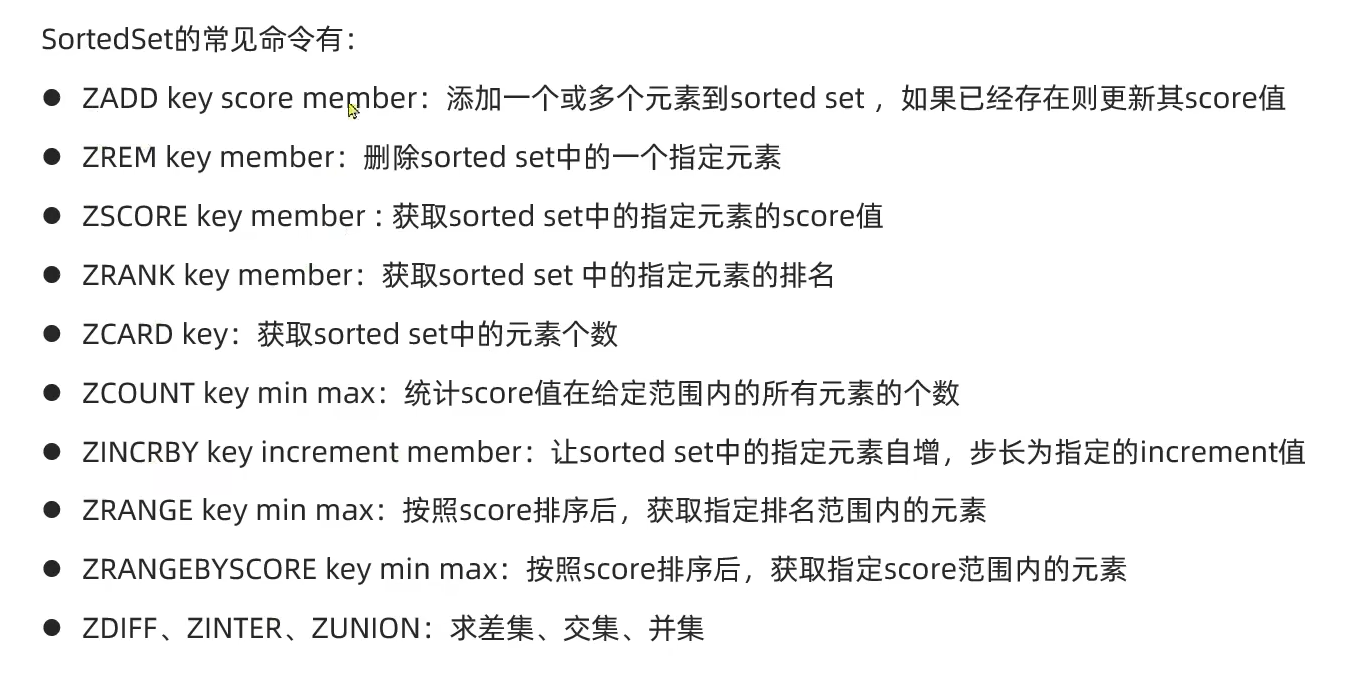 SortedSet的常见命令有：
● ZADD key score member：添加一个或多个元素到sorted set ，如果已经存在则更新其score值
● ZREM key member：删除sorted set中的一个指定元素
● ZSCORE key member : 获取sorted set中的指定元素的score值
● ZRANK key member：获取sorted set 中的指定元素的排名
● ZCARD key：获取sorted set中的元素个数
● ZCOUNT key min max：统计score值在给定范围内的所有元素的个数
● ZINCRBY key increment member：让sorted set中的指定元素自增，步长为指定的increment值
● ZRANGE key min max：按照score排序后，获取指定排名范围内的元素
● ZRANGEBYSCORE key min max：按照score排序后，获取指定score范围内的元素
● ZDIFF、ZINTER、ZUNION：求差集、交集、并集